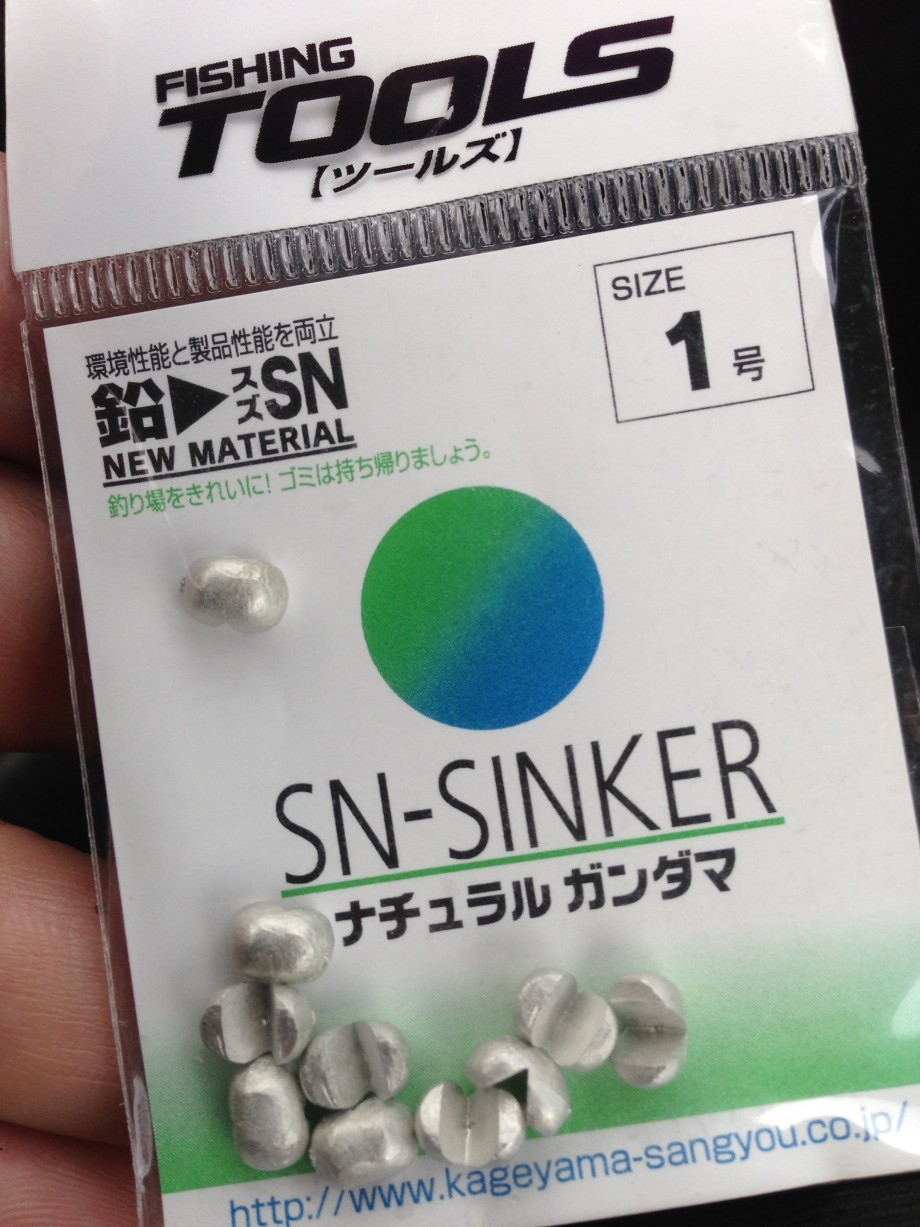 FISHING
TOOLS
【ツールズ】
SIZE
1号
環境性能と製品性能を両立
鉛▶スズSN
NEW MATERIAL
釣り場をきれいに!ゴミは持ち帰りましょう。
SN-SINKER
ナチュラル ガンダマ
http://www.kageyama-sangyou.co.jp/